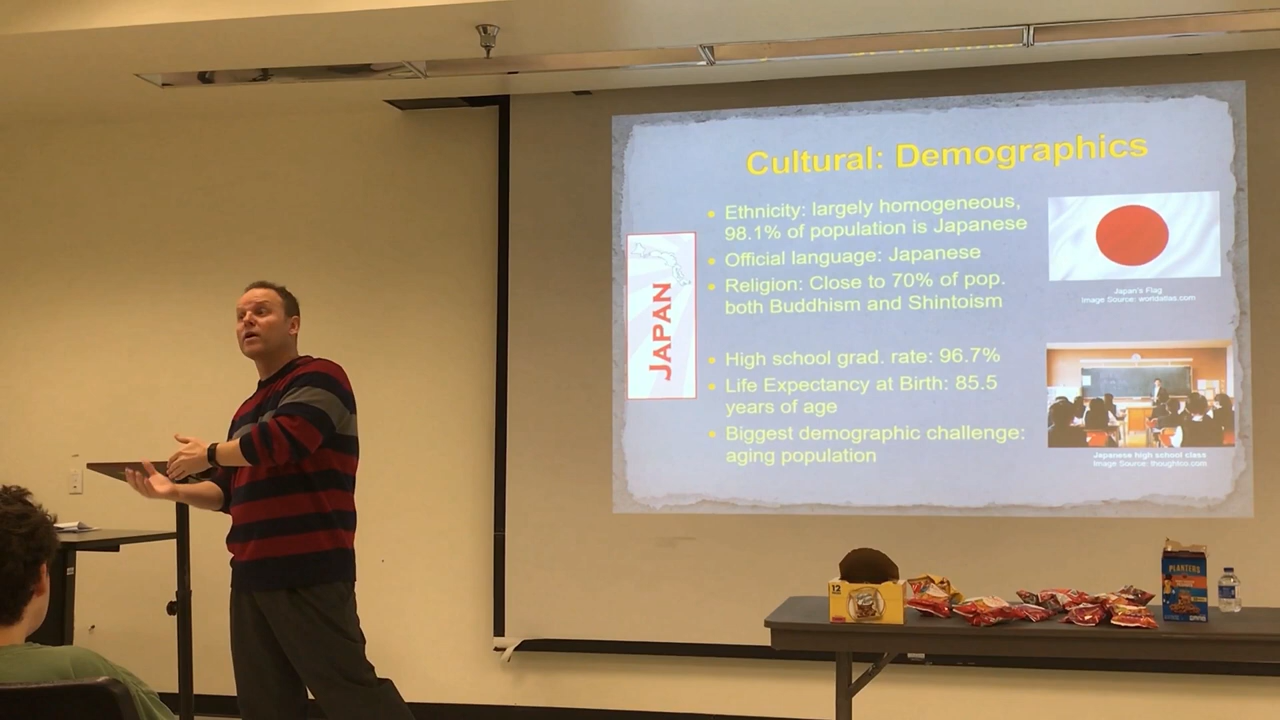 Cultural: Demographics
Ethnicity: largely homogeneous,
98.1% of population is Japanese
Official language: Japanese
Religion: Close to 70% of pop.
both Buddhism and Shintoism
High school grad. rate: 96.7%
Life Expectancy at Birth: 85.5
years of age
Biggest demographic challenge:
aging population
JAPAN
Japan's Flag
Image Source: worldatlas.com
Japanese high school class
Image Source: thoughtco.com
12
PLANTERS